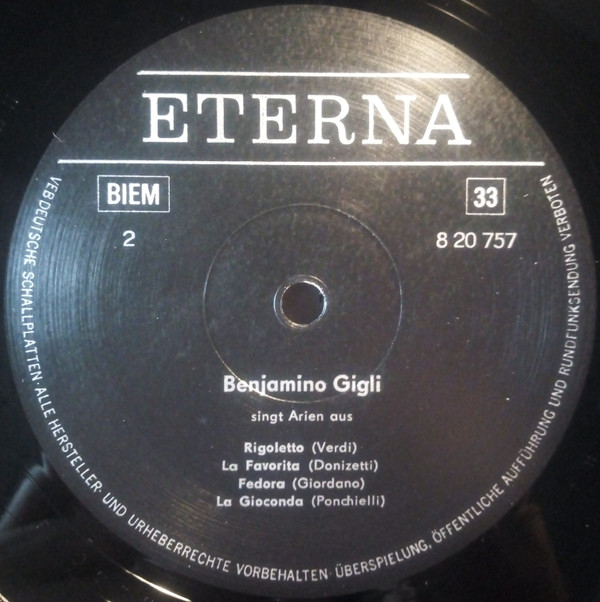 ETERNA
BIEM
33
2
8 20 757
Benjamino Gigli
singt Arien aus
Rigoletto (Verdi)
La Favorita (Donizetti)
Fedora (Giordano)
La Gioconda (Ponchielli)
VEB DEUTSCHE SCHALLPLATTEN · ALLE HERSTELLER- UND URHEBERRECHTE VORBEHALTEN · ÜBERSPIELUNG, ÖFFENTLICHE AUFFÜHRUNG UND RUNDFUNKSENDUNG VERBOTEN